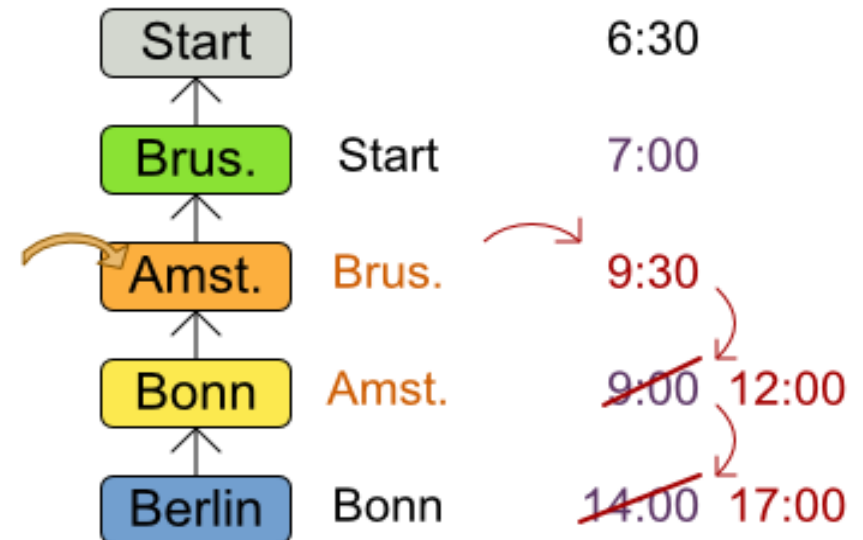 Start 6:30
Brus. Start 7:00
Amst. Brus. 9:30
Bonn Amst. 9:00 12:00
Berlin Bonn 14:00 17:00